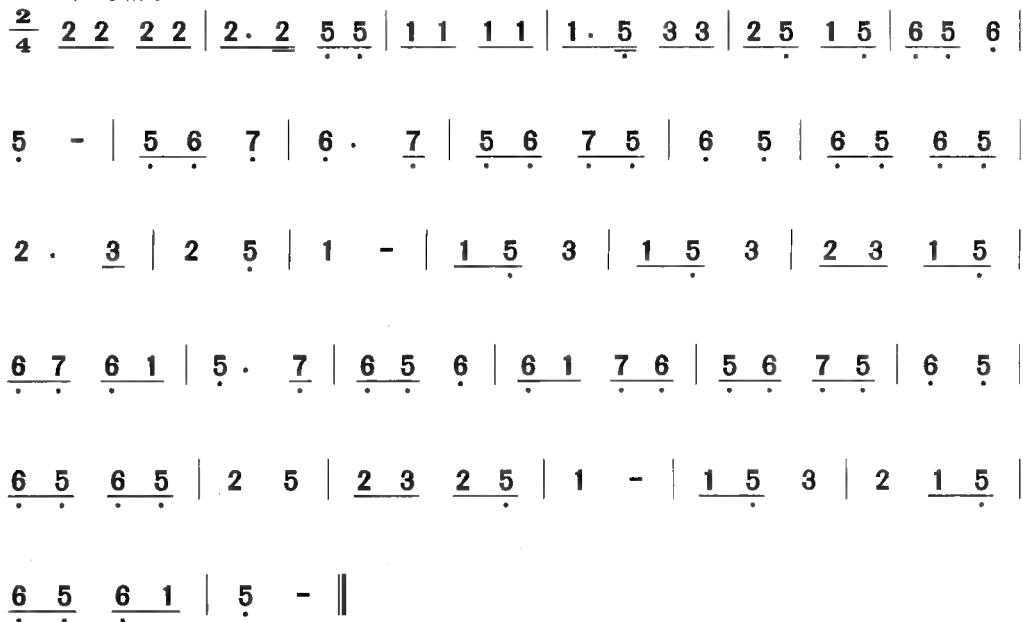 2/4 2 2 2 2 | 2. 2 5̣ 5̣ | 1 1 1 1 | 1. 5̣ 3 3 | 2 5̣ 1 5̣ | 6̣ 5̣ 6̣ |
5̣ - | 5̣ 6̣ 7̣ | 6̣ . 7̣ | 5̣ 6̣ 7̣ 5̣ | 6̣ 5̣ | 6̣ 5̣ 6̣ 5̣ |
2 . 3 | 2 5̣ | 1 - | 1 5̣ 3 | 1 5̣ 3 | 2 3 1 5̣ |
6̣ 7̣ 6̣ 1 | 5̣ . 7̣ | 6̣ 5̣ 6̣ | 6̣ 1 7̣ 6̣ | 5̣ 6̣ 7̣ 5̣ | 6̣ 5̣ |
6̣ 5̣ 6̣ 5̣ | 2 5 | 2 3 2 5̣ | 1 - | 1 5̣ 3 | 2 1 5̣ |
6̣ 5̣ 6̣ 1 | 5̣ - ‖